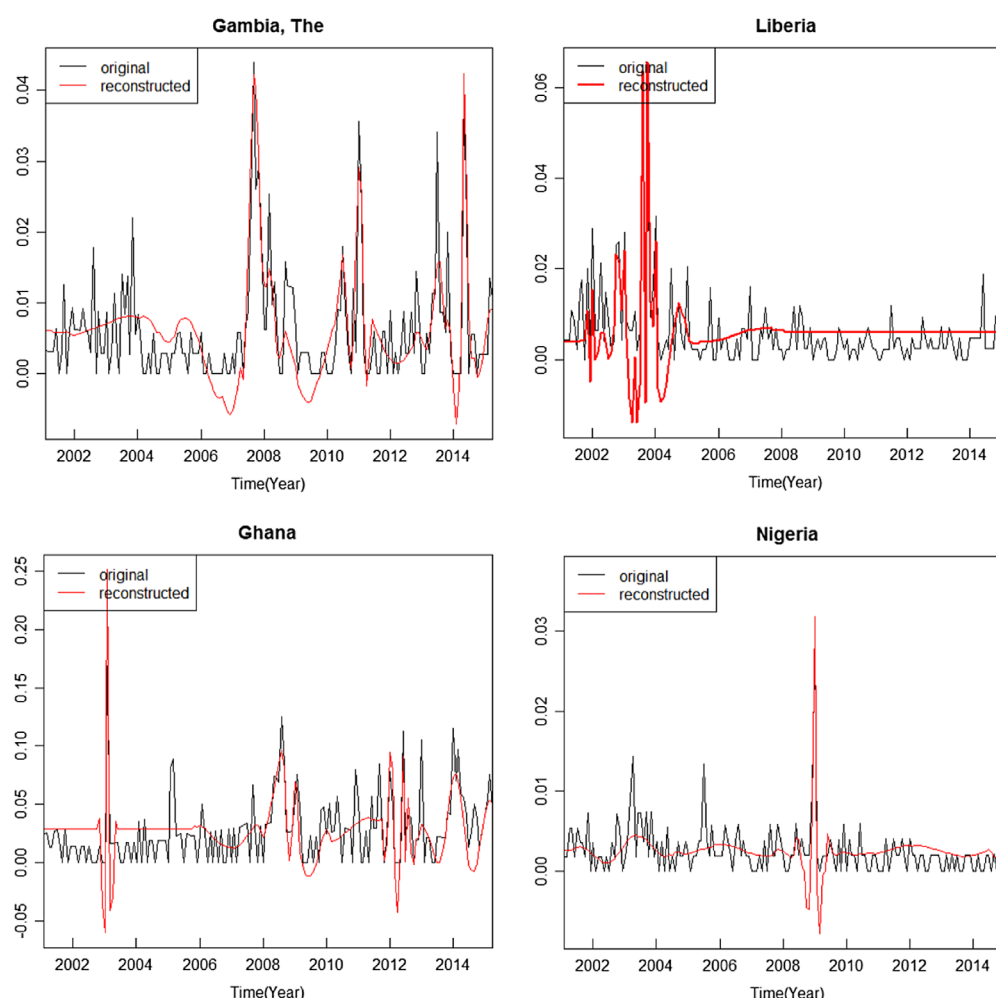 Gambia, The
original
reconstructed
0.04
0.03
0.02
0.01
0.00
2002 2004 2006 2008 2010 2012 2014
Time(Year)
Liberia
original
reconstructed
0.06
0.04
0.02
0.00
2002 2004 2006 2008 2010 2012 2014
Time(Year)
Ghana
original
reconstructed
0.25
0.20
0.15
0.10
0.05
0.00
-0.05
2002 2004 2006 2008 2010 2012 2014
Time(Year)
Nigeria
original
reconstructed
0.03
0.02
0.01
0.00
2002 2004 2006 2008 2010 2012 2014
Time(Year)